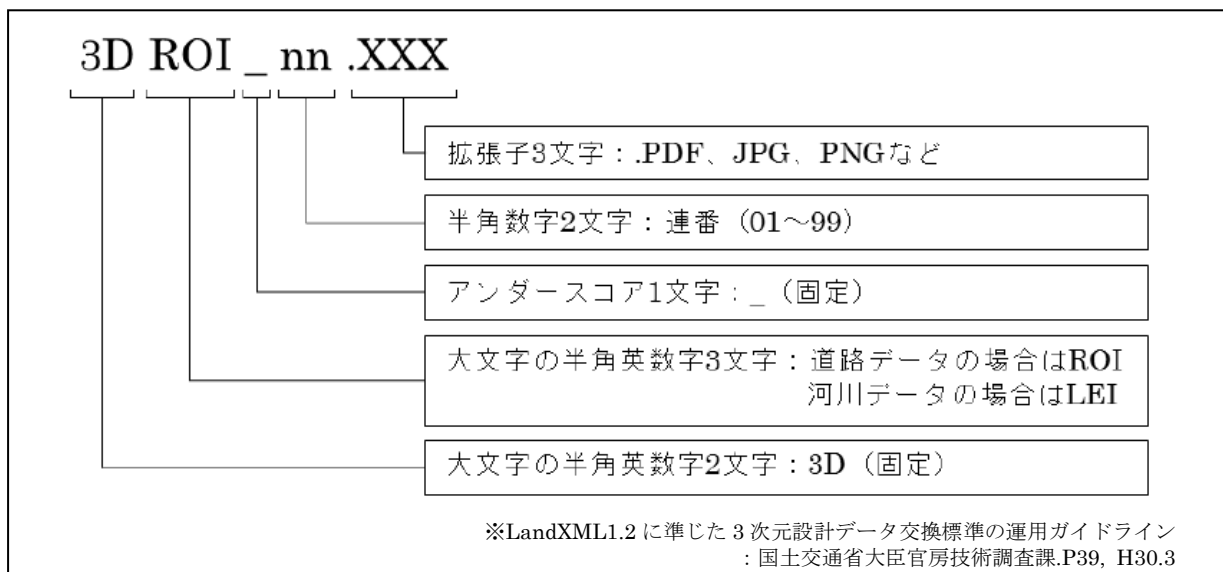 3D ROI _ nn .XXX
拡張子3文字：.PDF、JPG、PNGなど
半角数字2文字：連番（01～99）
アンダースコア1文字：_（固定）
大文字の半角英数字3文字：道路データの場合はROI
河川データの場合はLEI
大文字の半角英数字2文字：3D（固定）
※LandXML1.2 に準じた 3 次元設計データ交換標準の運用ガイドライン
：国土交通省大臣官房技術調査課.P39, H30.3